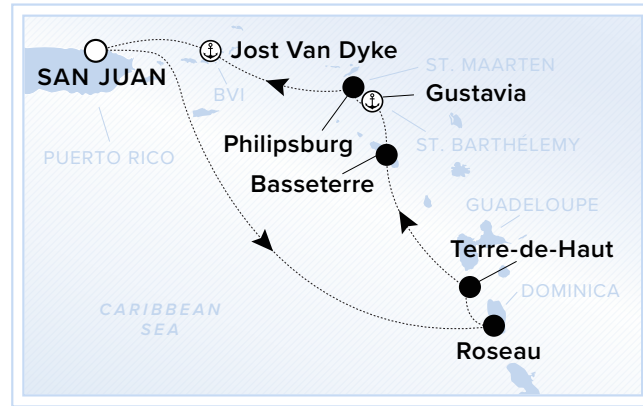 Jost Van Dyke
SAN JUAN
BVI
ST. MAARTEN
Gustavia
Philipsburg
ST. BARTHÉLEMY
PUERTO RICO
Basseterre
GUADELOUPE
Terre-de-Haut
DOMINICA
CARIBBEAN
SEA
Roseau